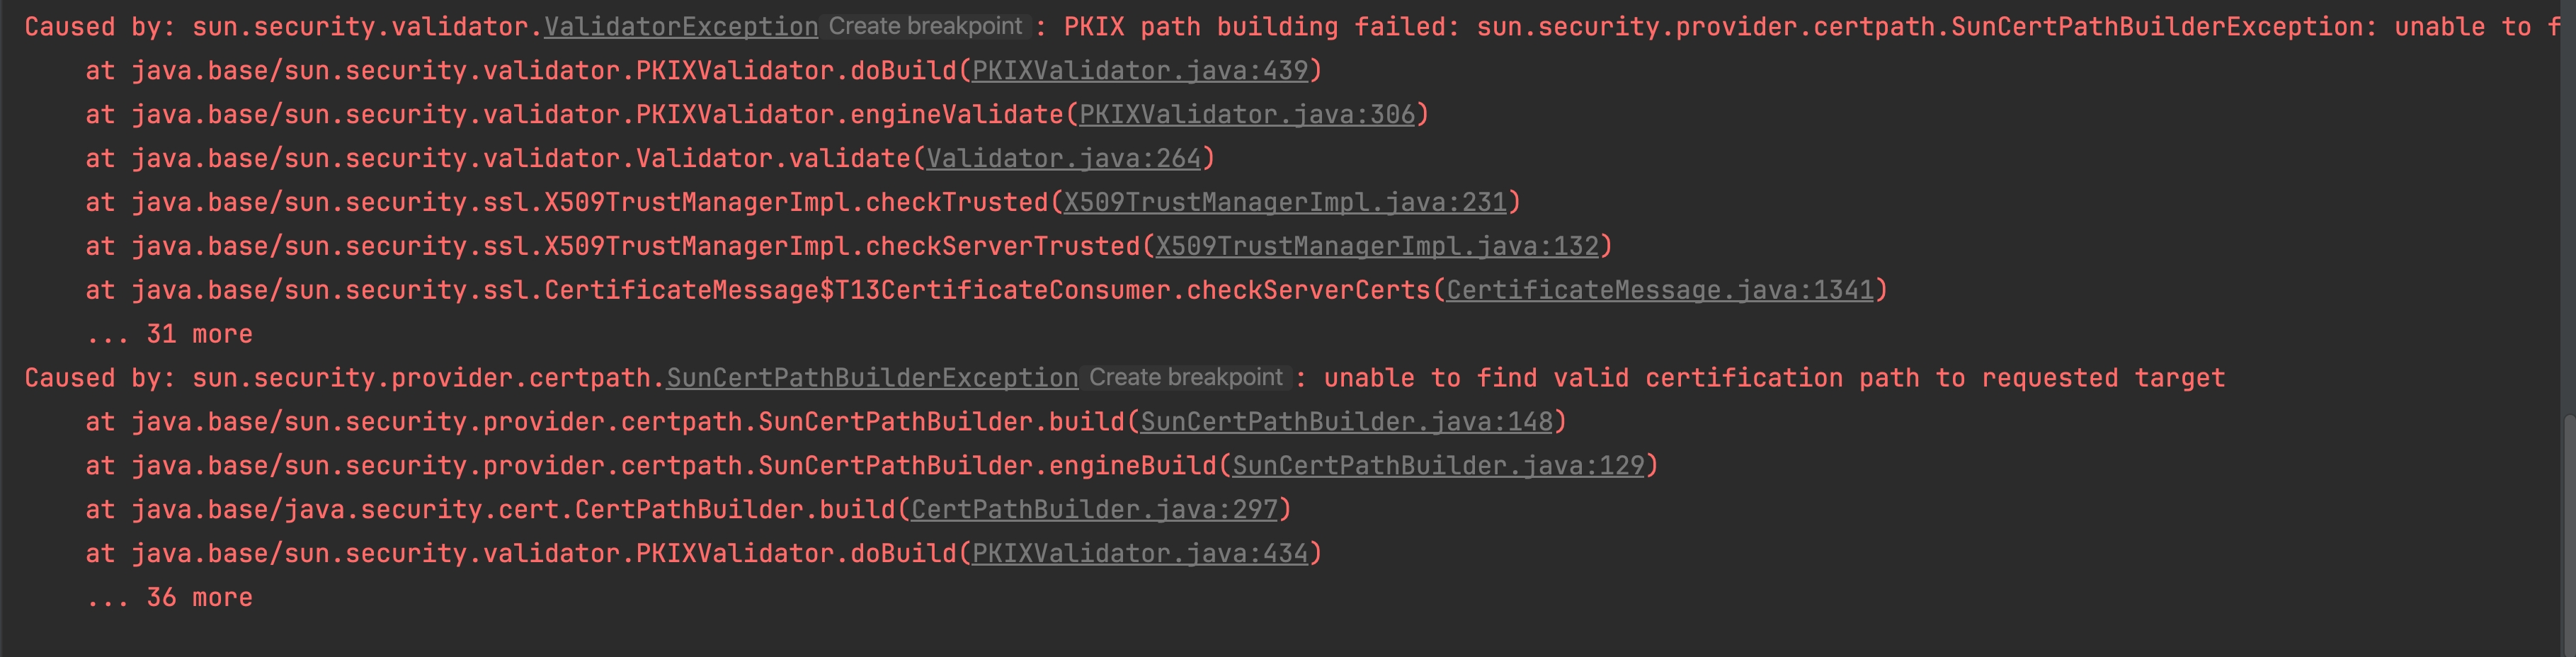 Caused by: sun.security.validator.ValidatorException Create breakpoint : PKIX path building failed: sun.security.provider.certpath.SunCertPathBuilderException: unable to f
at java.base/sun.security.validator.PKIXValidator.doBuild(PKIXValidator.java:439)
at java.base/sun.security.validator.PKIXValidator.engineValidate(PKIXValidator.java:306)
at java.base/sun.security.validator.Validator.validate(Validator.java:264)
at java.base/sun.security.ssl.X509TrustManagerImpl.checkTrusted(X509TrustManagerImpl.java:231)
at java.base/sun.security.ssl.X509TrustManagerImpl.checkServerTrusted(X509TrustManagerImpl.java:132)
at java.base/sun.security.ssl.CertificateMessage$T13CertificateConsumer.checkServerCerts(CertificateMessage.java:1341)
... 31 more
Caused by: sun.security.provider.certpath.SunCertPathBuilderException Create breakpoint : unable to find valid certification path to requested target
at java.base/sun.security.provider.certpath.SunCertPathBuilder.build(SunCertPathBuilder.java:148)
at java.base/sun.security.provider.certpath.SunCertPathBuilder.engineBuild(SunCertPathBuilder.java:129)
at java.base/java.security.cert.CertPathBuilder.build(CertPathBuilder.java:297)
at java.base/sun.security.validator.PKIXValidator.doBuild(PKIXValidator.java:434)
... 36 more